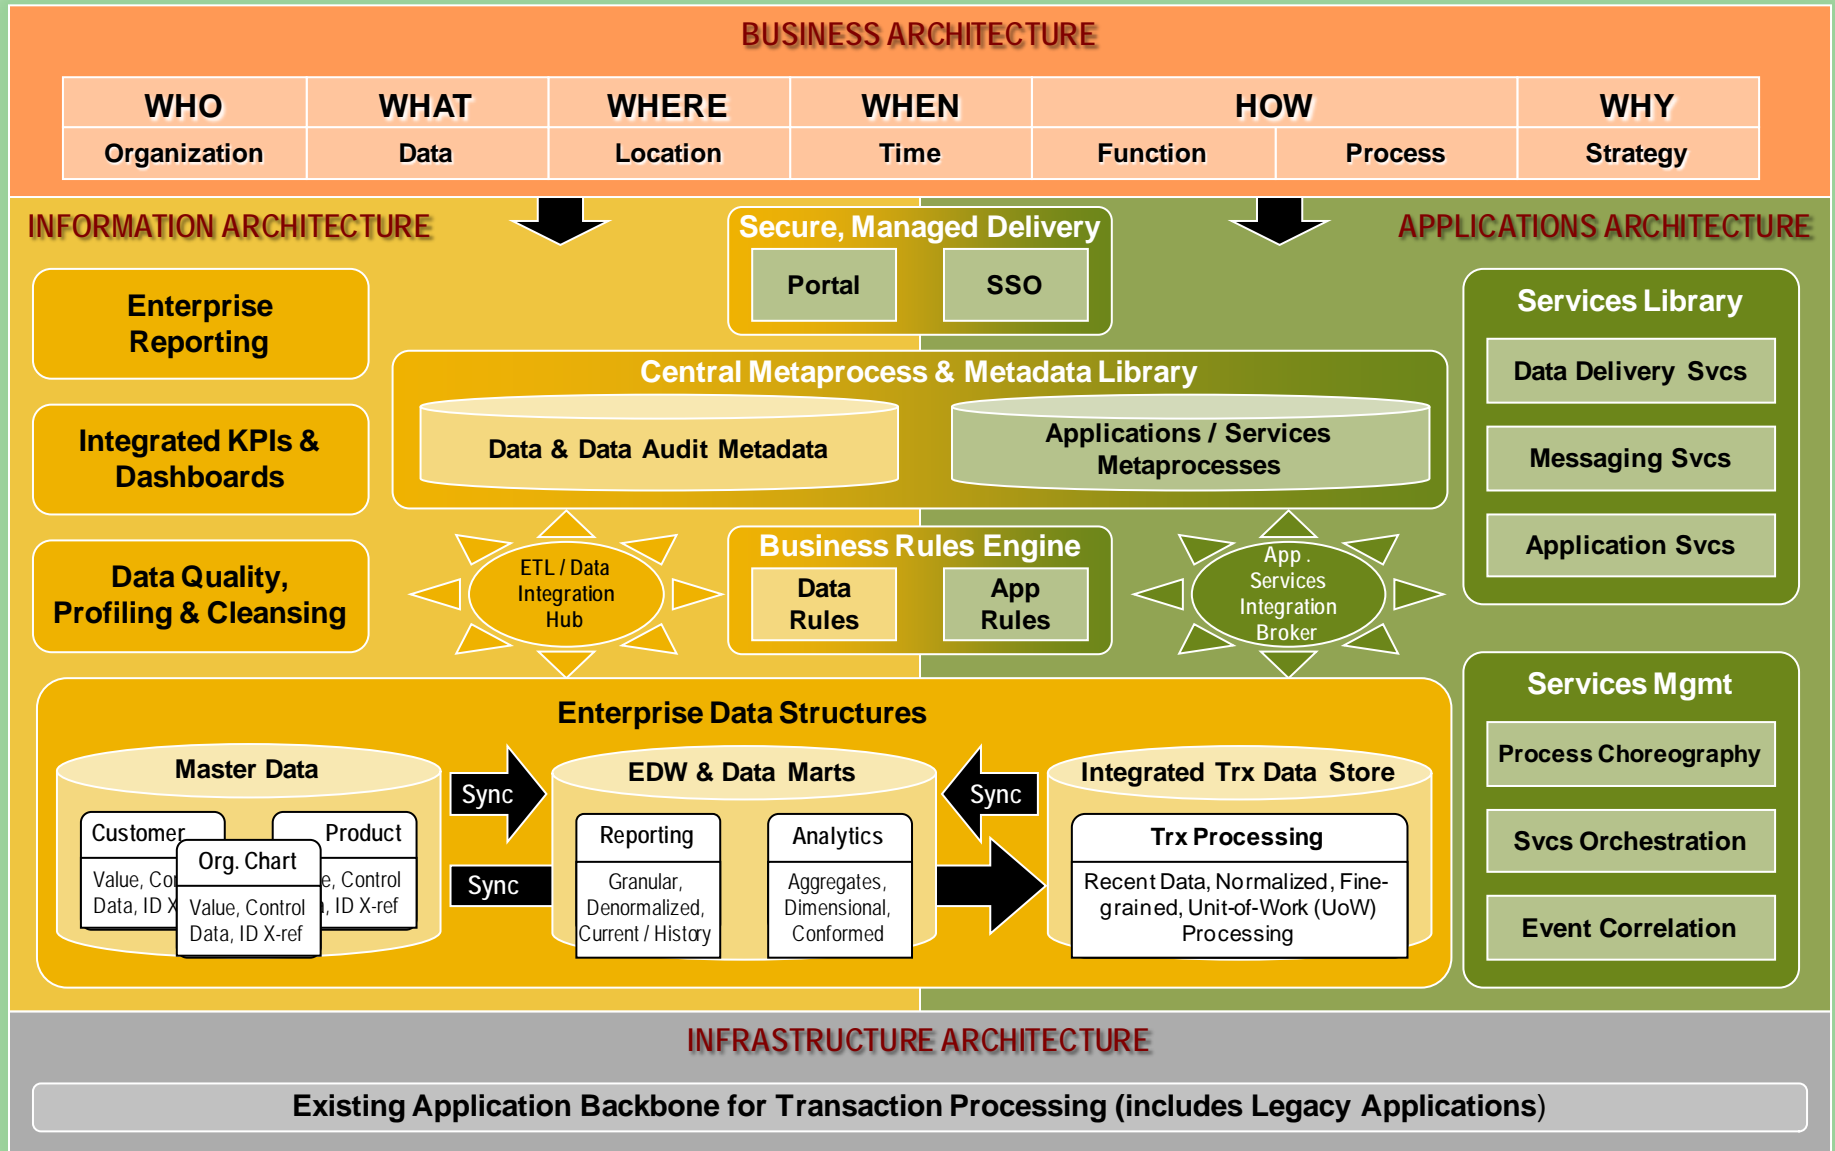 BUSINESS ARCHITECTURE
WHO WHAT WHERE WHEN HOW WHY
Organization Data Location Time Function Process Strategy
INFORMATION ARCHITECTURE
Enterprise
Reporting
Integrated KPIs &
Dashboards
Data Quality,
Profiling & Cleansing
Secure, Managed Delivery
Portal SSO
APPLICATIONS ARCHITECTURE
Central Metaprocess & Metadata Library
Data & Data Audit Metadata
Applications / Services
Metaprocesses
ETL / Data
Integration
Hub
Business Rules Engine
Data
Rules
App
Rules
App .
Services
Integration
Broker
Services Library
Data Delivery Svcs
Messaging Svcs
Application Svcs
Services Mgmt
Process Choreography
Svcs Orchestration
Event Correlation
Enterprise Data Structures
Master Data
Customer
Value,
Data, ID
Product
Control
ID X-ref
Org. Chart
Value, Control
Data, ID X-ref
Sync
Sync
EDW & Data Marts
Reporting
Granular,
Denormalized,
Current / History
Analytics
Aggregates,
Dimensional,
Conformed
Sync
Integrated Trx Data Store
Trx Processing
Recent Data, Normalized, Fine-
grained, Unit-of-Work (UoW)
Processing
INFRASTRUCTURE ARCHITECTURE
Existing Application Backbone for Transaction Processing (includes Legacy Applications)